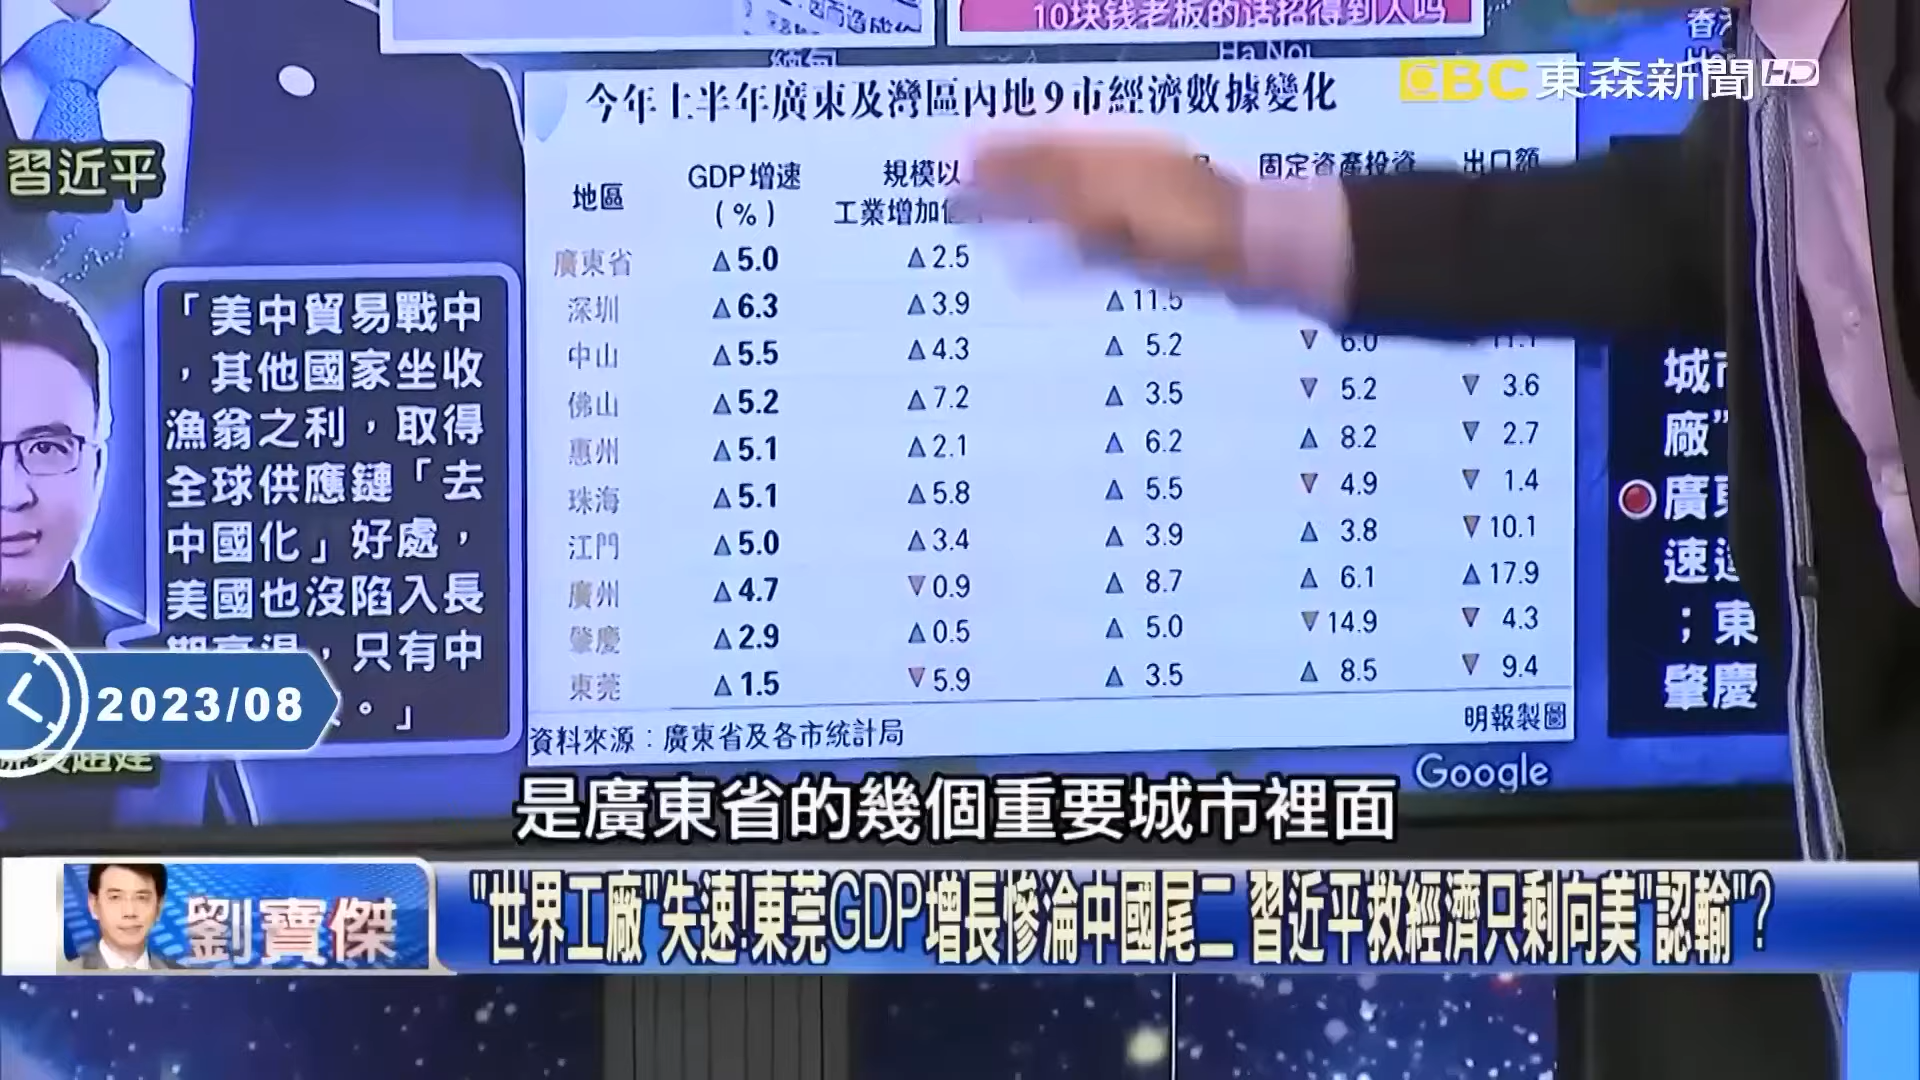 10块钱老板的话招得到人吗
EBC 東森新聞 HD
習近平
今年上半年廣東及灣區內地9市經濟數據變化
地區 GDP增速 (%) 規模以 工業增加值 固定資產投資 出口額
廣東省 △5.0 △2.5
深圳 △6.3 △3.9 △11.5
中山 △5.5 △4.3 △5.2 ▽6.0 11.1
佛山 △5.2 △7.2 △3.5 ▽5.2 ▽3.6
惠州 △5.1 △2.1 △6.2 △8.2 ▽2.7
珠海 △5.1 △5.8 △5.5 ▽4.9 ▽1.4
江門 △5.0 △3.4 △3.9 △3.8 ▽10.1
廣州 △4.7 ▽0.9 △8.7 △6.1 △17.9
肇慶 △2.9 △0.5 △5.0 ▽14.9 ▽4.3
東莞 △1.5 ▽5.9 △3.5 △8.5 ▽9.4
資料來源：廣東省及各市統計局
明報製圖
「美中貿易戰中
，其他國家坐收
漁翁之利，取得
全球供應鏈「去
中國化」好處，
美國也沒陷入長
，只有中
。」
2023/08
城
廠”
廣
速
；東
肇慶
Google
是廣東省的幾個重要城市裡面
劉寶傑
"世界工廠"失速!東莞GDP增長慘淪中國尾二 習近平救經濟只剩向美"認輸"?